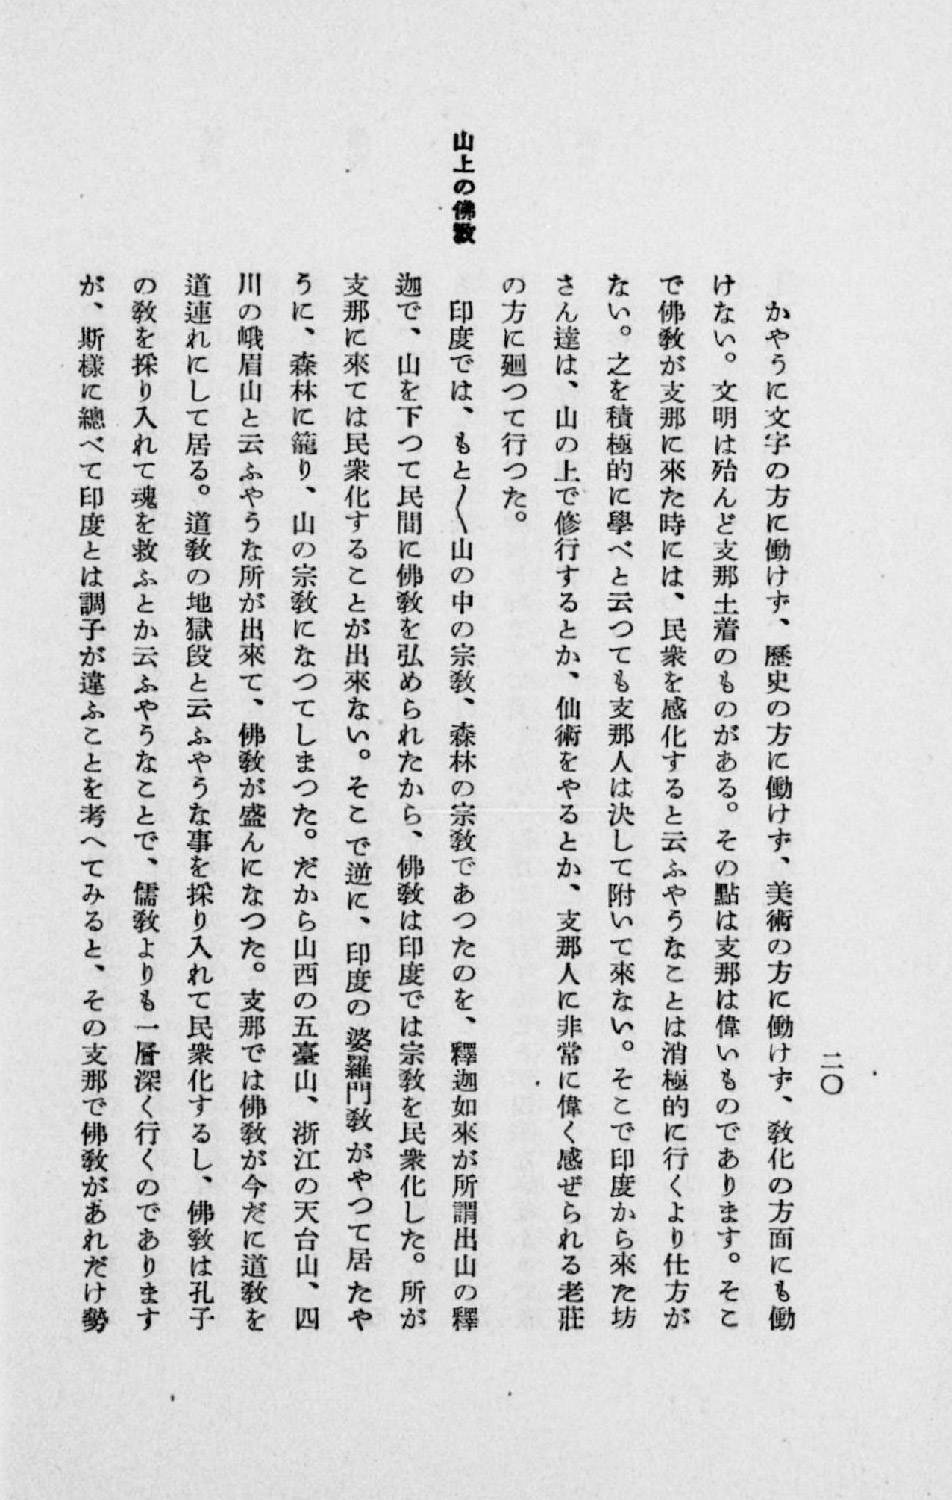 二〇
かやうに文字の方に働けず、歷史の方に働けず、美術の方に働けず、敎化の方面にも働
けない。文明は殆んど支那土着のものがある。その點は支那は偉いものであります。そこ
で佛敎が支那に來た時には、民衆を感化すると云ふやうなことは消極的に行くより仕方が
ない。之を積極的に學べと云つても支那人は決して附いて來ない。そこで印度から來た坊
さん達は、山の上で修行するとか、仙術をやるとか、支那人に非常に偉く感ぜられる老莊
の方に廻つて行つた。
山上の佛敎
印度では、もと〱山の中の宗敎、森林の宗敎であつたのを、釋迦如來が所謂出山の釋
迦で、山を下つて民間に佛敎を弘められたから、佛敎は印度では宗敎を民衆化した。所が
支那に來ては民衆化することが出來ない。そこで逆に、印度の婆羅門敎がやつて居たや
うに、森林に籠り、山の宗敎になつてしまつた。だから山西の五臺山、浙江の天台山、四
川の峨眉山と云ふやうな所が出來て、佛敎が盛んになつた。支那では佛敎が今だに道敎を
道連れにして居る。道敎の地獄段と云ふやうな事を採り入れて民衆化するし、佛敎は孔子
の敎を採り入れて魂を救ふとか云ふやうなことで、儒敎よりも一層深く行くのであります
が、斯樣に總べて印度とは調子が違ふことを考へてみると、その支那で佛敎があれだけ勢